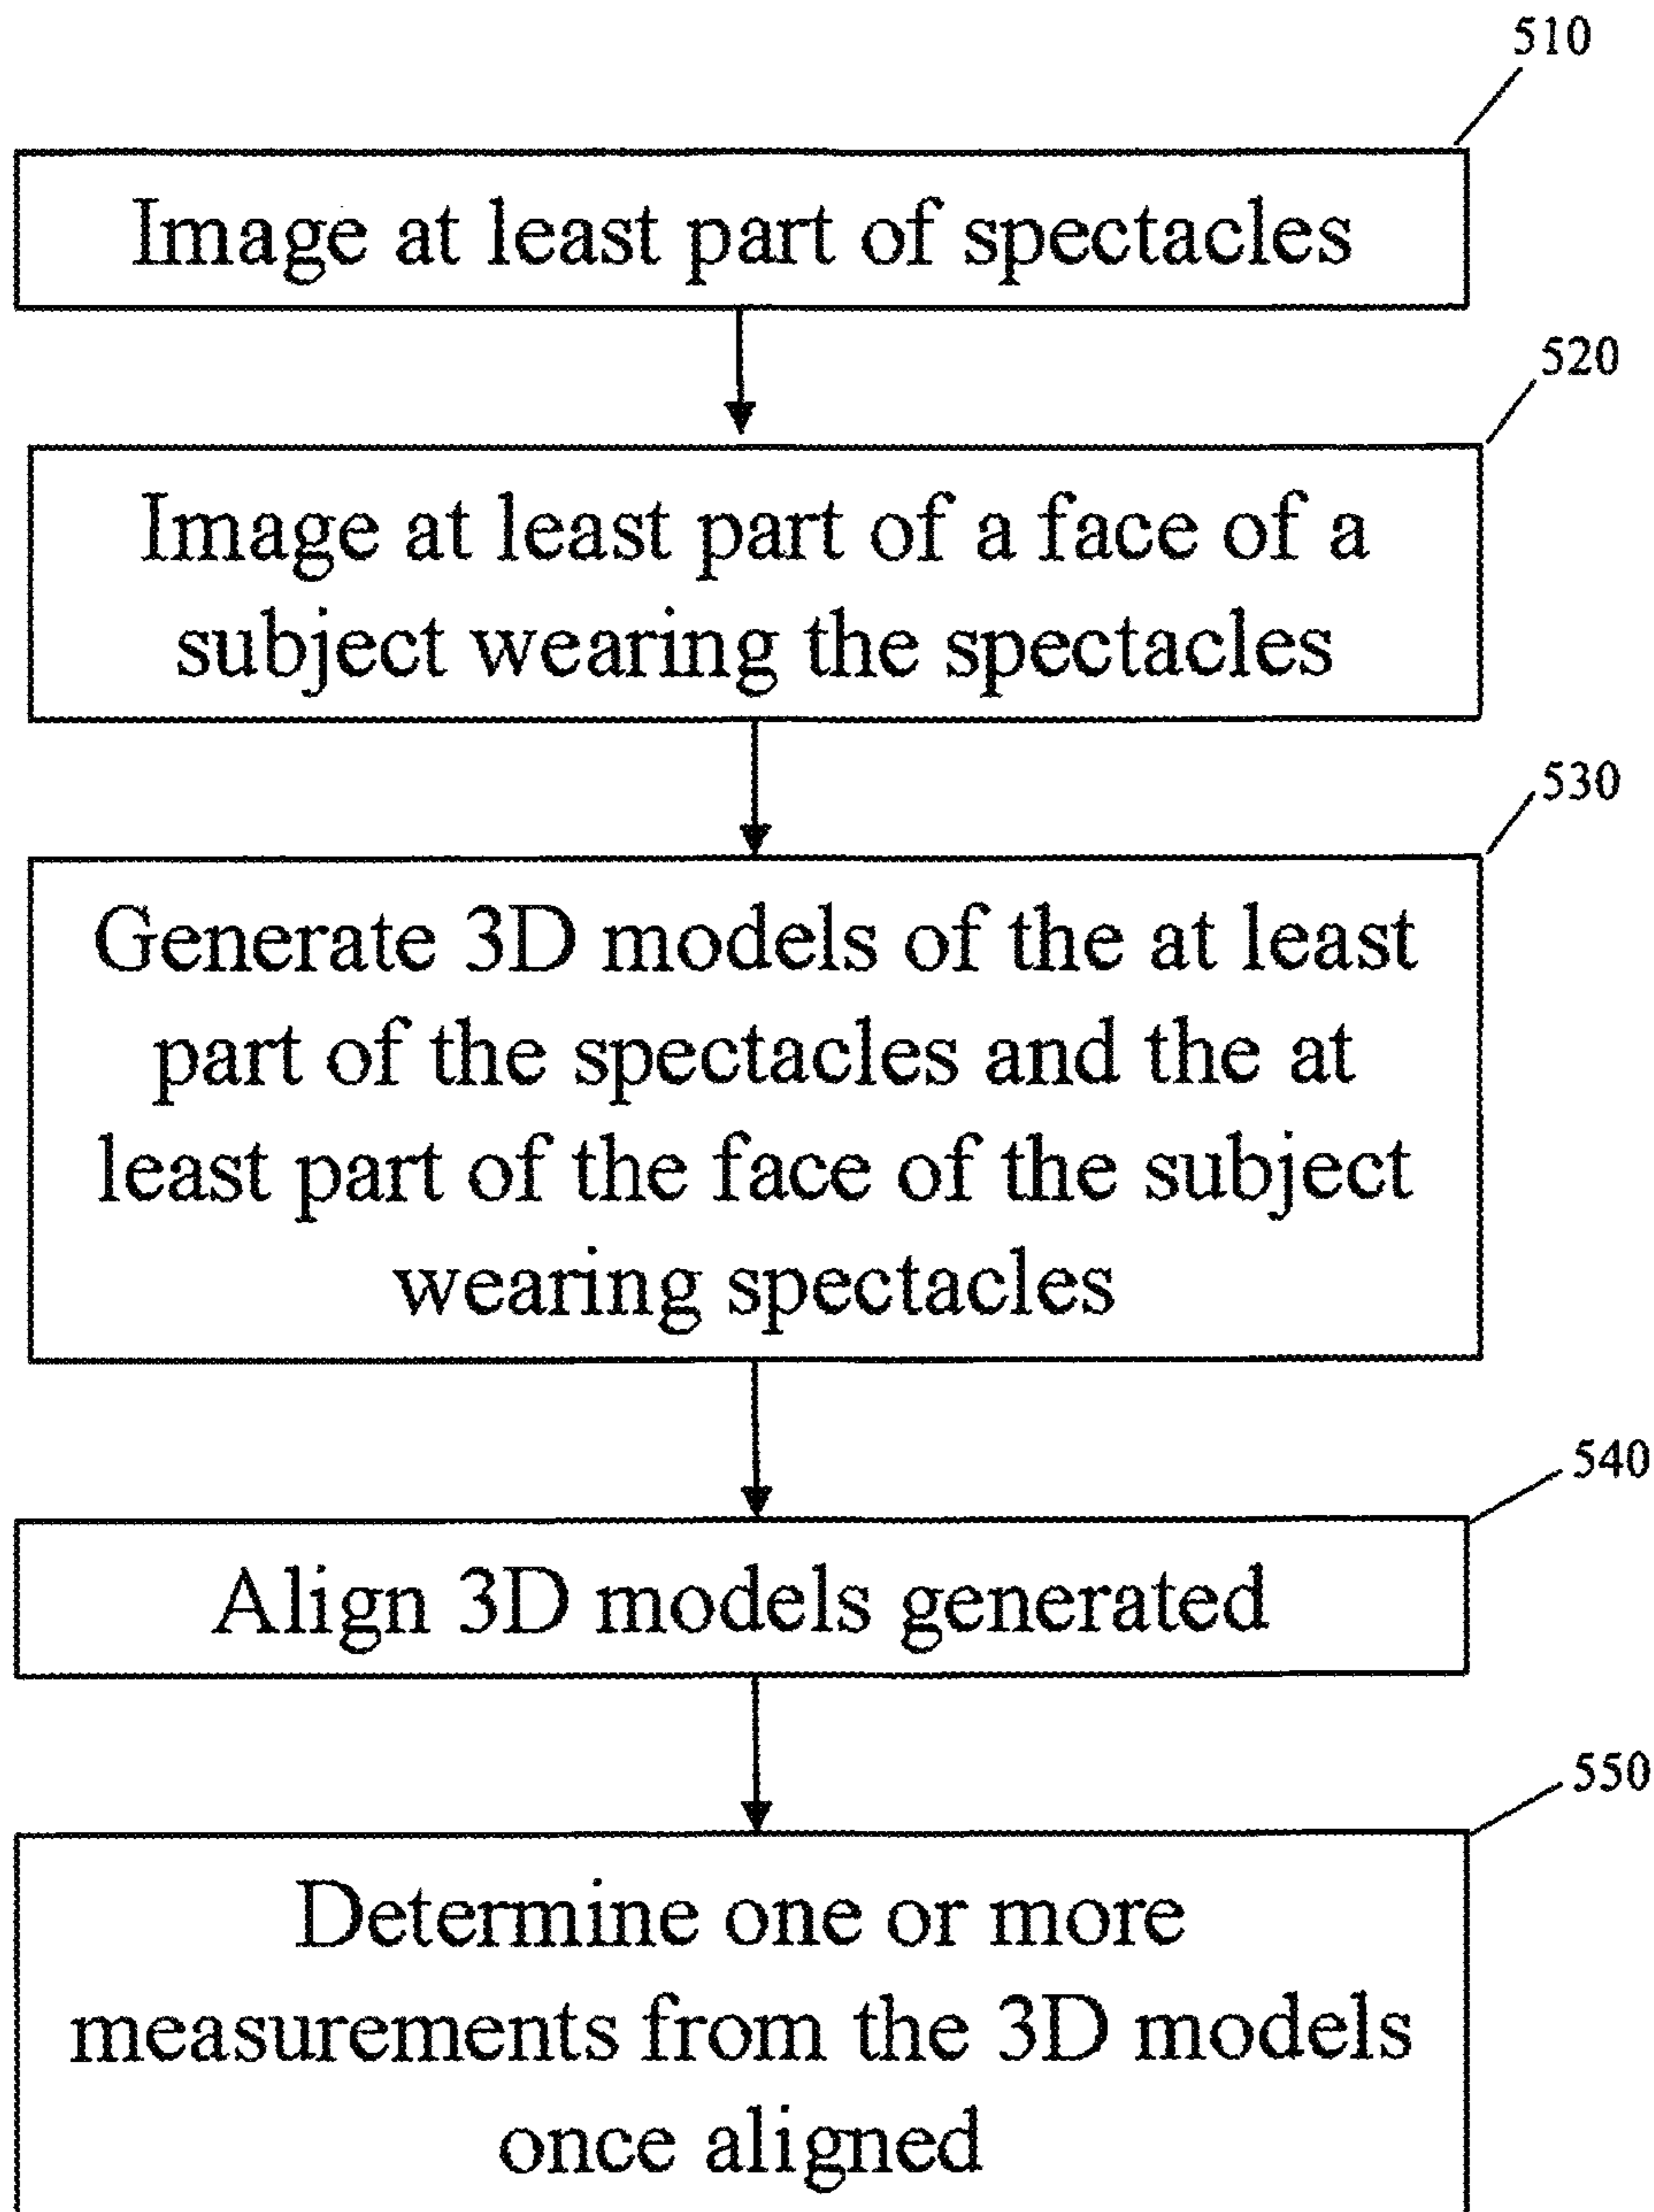 510
Image at least part of spectacles
520
Image at least part of a face of a
subject wearing the spectacles
530
Generate 3D models of the at least
part of the spectacles and the at
least part of the face of the subject
wearing spectacles
540
Align 3D models generated
550
Determine one or more
measurements from the 3D models
once aligned